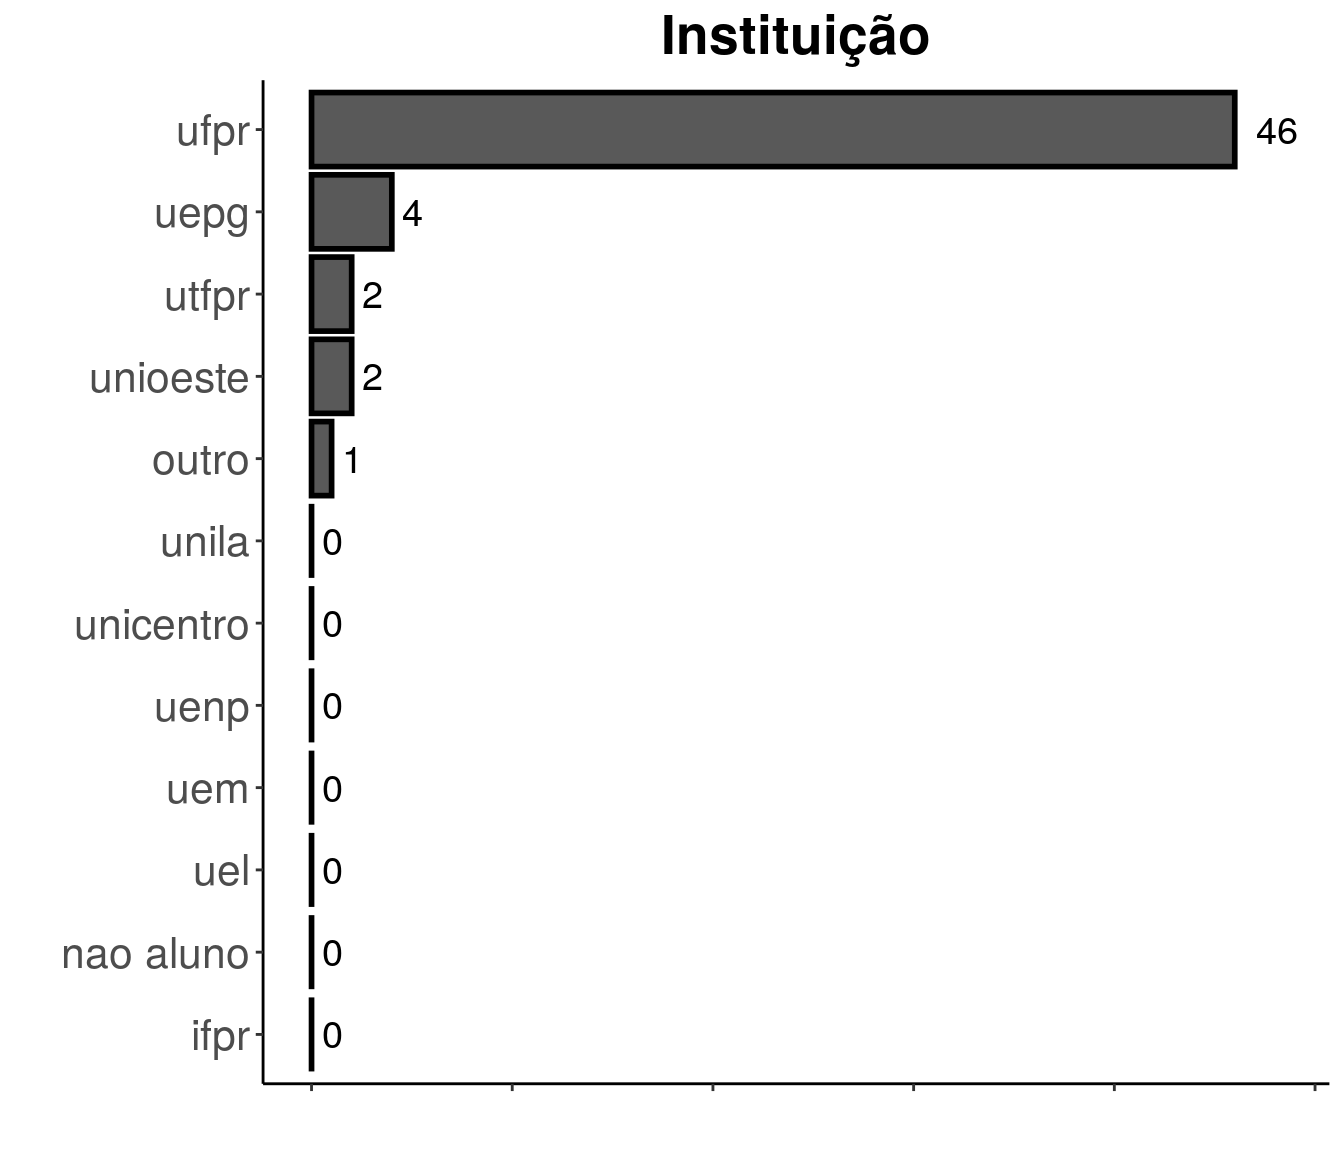 Instituição
ufpr 46
uepg 4
utfpr 2
unioeste 2
outro 1
unila 0
unicentro 0
uenp 0
uem 0
uel 0
nao aluno 0
ifpr 0